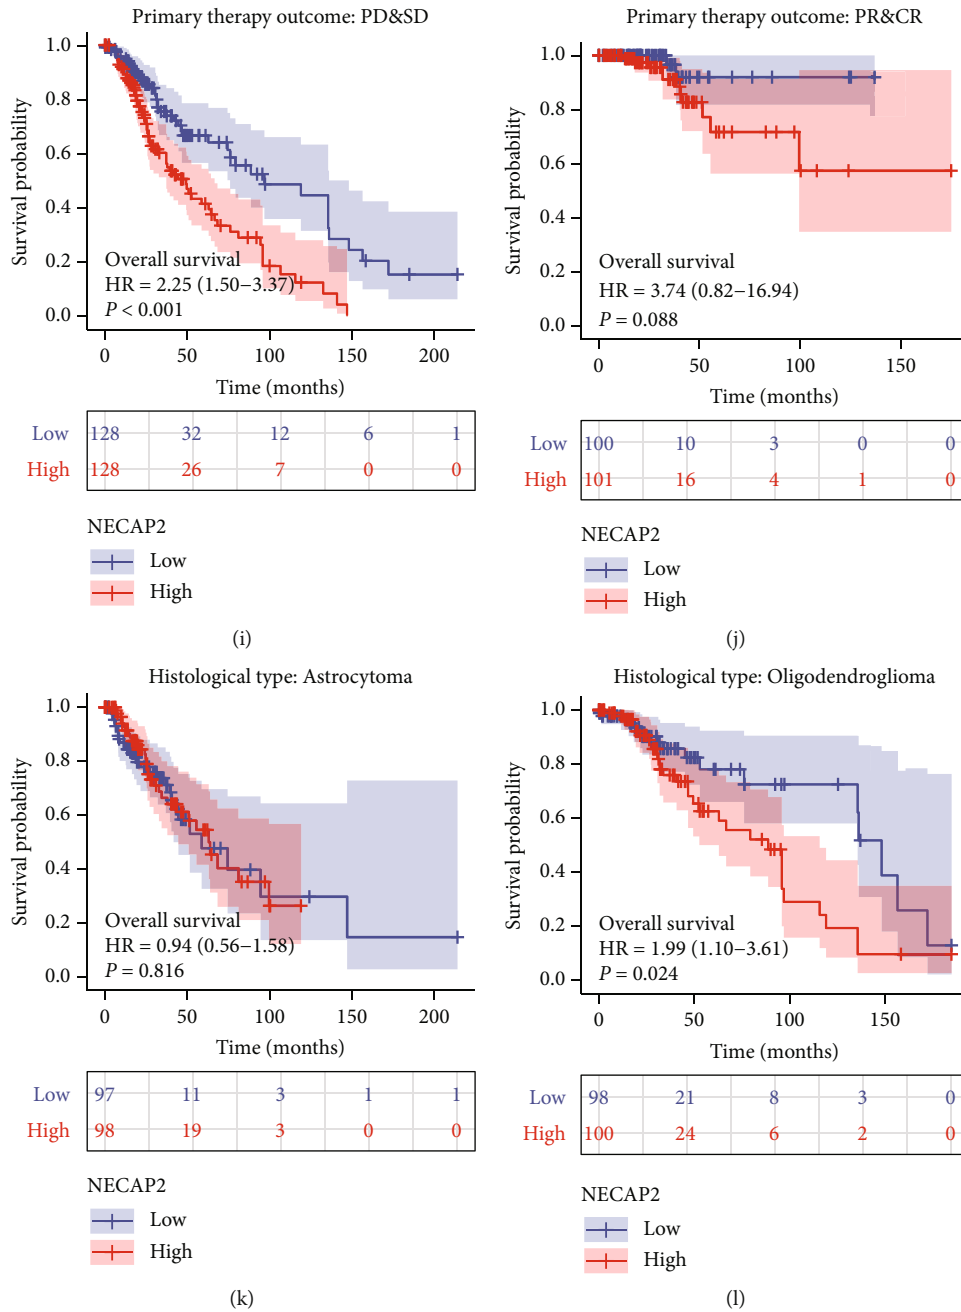 Primary therapy outcome: PD&SD
Survival probability
1.0
0.8
0.6
0.4
0.2
0.0
Overall survival
HR = 2.25 (1.50–3.37)
P < 0.001
0 50 100 150 200
Time (months)
Low 128 32 12 6 1
High 128 26 7 0 0
NECAP2
Low
High
(i)
Primary therapy outcome: PR&CR
Survival probability
1.0
0.8
0.6
0.4
0.2
0.0
Overall survival
HR = 3.74 (0.82–16.94)
P = 0.088
0 50 100 150
Time (months)
Low 100 10 3 0 0
High 101 16 4 1 0
NECAP2
Low
High
(j)
Histological type: Astrocytoma
Survival probability
1.0
0.8
0.6
0.4
0.2
0.0
Overall survival
HR = 0.94 (0.56–1.58)
P = 0.816
0 50 100 150 200
Time (months)
Low 97 11 3 1 1
High 98 19 3 0 0
NECAP2
Low
High
(k)
Histological type: Oligodendroglioma
Survival probability
1.0
0.8
0.6
0.4
0.2
0.0
Overall survival
HR = 1.99 (1.10–3.61)
P = 0.024
0 50 100 150
Time (months)
Low 98 21 8 3 0
High 100 24 6 2 0
NECAP2
Low
High
(l)